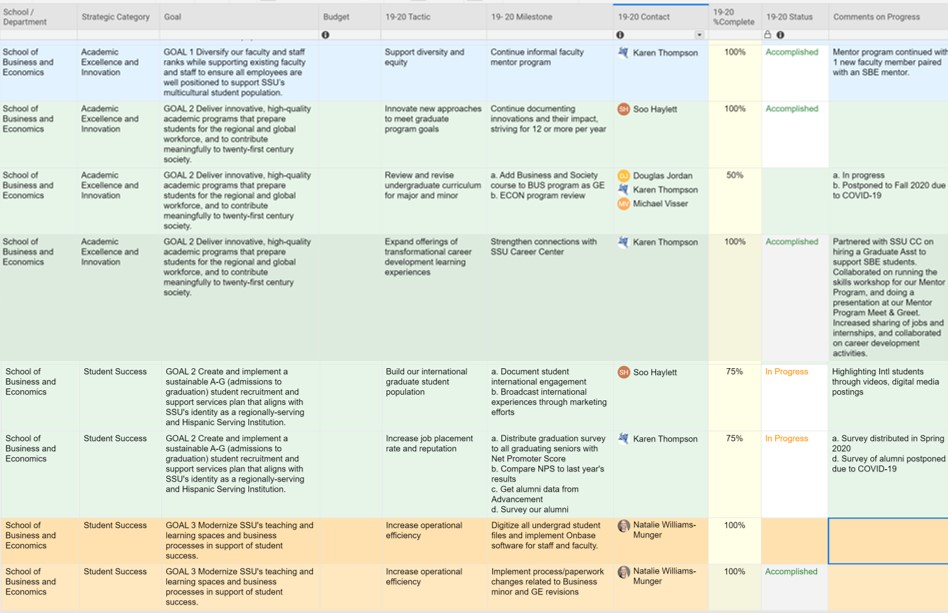 School / Department Strategic Category Goal Budget 19-20 Tactic 19- 20 Milestone 19-20 Contact 19-20 %Complete 19-20 Status Comments on Progress
School of Business and Economics
Academic Excellence and Innovation
GOAL 1 Diversify our faculty and staff
ranks while supporting existing faculty
and staff to ensure all employees are
well positioned to support SSU's
multicultural student population.
Support diversity and
equity
Continue informal faculty
mentor program
Karen Thompson
100%
Accomplished
Mentor program continued with
1 new faculty member paired
with an SBE mentor.
School of
Business and
Economics
Academic
Excellence and
Innovation
GOAL 2 Deliver innovative, high-quality
academic programs that prepare
students for the regional and global
workforce, and to contribute
meaningfully to twenty-first century
society.
Innovate new approaches
to meet graduate
program goals
Continue documenting
innovations and their impact,
striving for 12 or more per year
SH Soo Haylett
100%
Accomplished
School of
Business and
Economics
Academic
Excellence and
Innovation
GOAL 2 Deliver innovative, high-quality
academic programs that prepare
students for the regional and global
workforce, and to contribute
meaningfully to twenty-first century
society.
Review and revise
undergraduate curriculum
for major and minor
a. Add Business and Society
course to BUS program as GE
b. ECON program review
DJ Douglas Jordan
Karen Thompson
MV Michael Visser
50%
a. In progress
b. Postponed to Fall 2020 due
to COVID-19
School of
Business and
Economics
Academic
Excellence and
Innovation
GOAL 2 Deliver innovative, high-quality
academic programs that prepare
students for the regional and global
workforce, and to contribute
meaningfully to twenty-first century
society.
Expand offerings of
transformational career
development learning
experiences
Strengthen connections with
SSU Career Center
Karen Thompson
100%
Accomplished
Partnered with SSU CC on
hiring a Graduate Asst to
support SBE students.
Collaborated on running the
skills workshop for our Mentor
Program, and doing a
presentation at our Mentor
Program Meet & Greet.
Increased sharing of jobs and
internships, and collaborated
on career development
activities.
School of
Business and
Economics
Student Success
GOAL 2 Create and implement a
sustainable A-G (admissions to
graduation) student recruitment and
support services plan that aligns with
SSU's identity as a regionally-serving
and Hispanic Serving Institution.
Build our international
graduate student
population
a. Document student
international engagement
b. Broadcast international
experiences through marketing
efforts
SH Soo Haylett
75%
In Progress
Highlighting Intl students
through videos, digital media
postings
School of
Business and
Economics
Student Success
GOAL 2 Create and implement a
sustainable A-G (admissions to
graduation) student recruitment and
support services plan that aligns with
SSU's identity as a regionally-serving
and Hispanic Serving Institution.
Increase job placement
rate and reputation
a. Distribute graduation survey
to all graduating seniors with
Net Promoter Score
b. Compare NPS to last year's
results
c. Get alumni data from
Advancement
d. Survey our alumni
Karen Thompson
75%
In Progress
a. Survey distributed in Spring
2020
d. Survey of alumni postponed
due to COVID-19
School of
Business and
Economics
Student Success
GOAL 3 Modernize SSU's teaching and
learning spaces and business
processes in support of student
success.
Increase operational
efficiency
Digitize all undergrad student
files and implement Onbase
software for staff and faculty.
Natalie Williams-
Munger
100%
School of
Business and
Economics
Student Success
GOAL 3 Modernize SSU's teaching and
learning spaces and business
processes in support of student
success.
Increase operational
efficiency
Implement process/paperwork
changes related to Business
minor and GE revisions
Natalie Williams-
Munger
100%
Accomplished